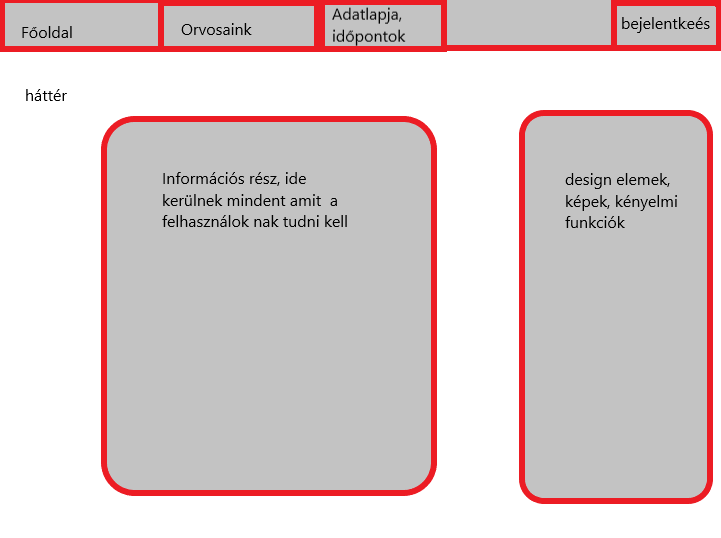 Főoldal
Orvosaink
Adatlapja,
időpontok
bejelentkeés
háttér
Információs rész, ide
kerülnek mindent amit  a
felhasználok nak tudni kell
design elemek,
képek, kényelmi
funkciók